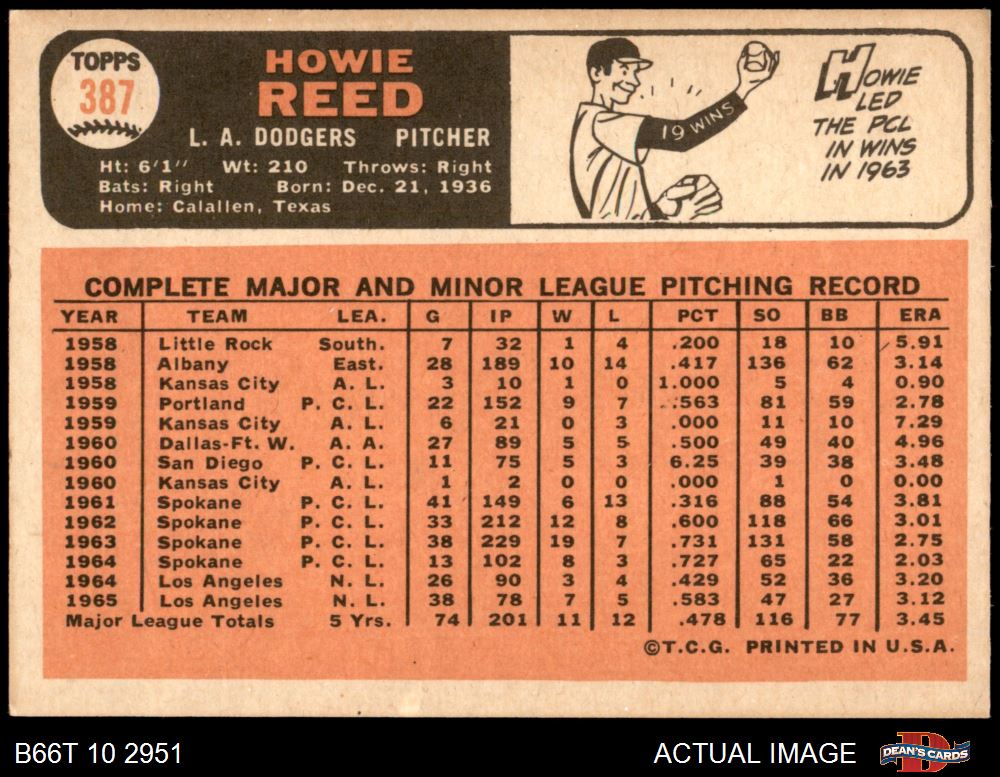 TOPPS
387
HOWIE
REED
L. A. DODGERS PITCHER
Ht: 6'1" Wt: 210 Throws: Right
Bats: Right Born: Dec. 21, 1936
Home: Calallen, Texas
19 WINS
HOWIE
LED
THE PCL
IN WINS
IN 1963
COMPLETE MAJOR AND MINOR LEAGUE PITCHING RECORD
YEAR TEAM LEA. G IP W L PCT SO BB ERA
1958 Little Rock South. 7 32 1 4 .200 18 10 5.91
1958 Albany East. 28 189 10 14 .417 136 62 3.14
1958 Kansas City A. L. 3 10 1 0 1.000 5 4 0.90
1959 Portland P. C. L. 22 152 9 7 .563 81 59 2.78
1959 Kansas City A. L. 6 21 0 3 .000 11 10 7.29
1960 Dallas-Ft. W. A. A. 27 89 5 5 .500 49 40 4.96
1960 San Diego P. C. L. 11 75 5 3 6.25 39 38 3.48
1960 Kansas City A. L. 1 2 0 0 .000 1 0 0.00
1961 Spokane P. C. L. 41 149 6 13 .316 88 54 3.81
1962 Spokane P. C. L. 33 212 12 8 .600 118 66 3.01
1963 Spokane P. C. L. 38 229 19 7 .731 131 58 2.75
1964 Spokane P. C. L. 13 102 8 3 .727 65 22 2.03
1964 Los Angeles N. L. 26 90 3 4 .429 52 36 3.20
1965 Los Angeles N. L. 38 78 7 5 .583 47 27 3.12
Major League Totals 5 Yrs. 74 201 11 12 .478 116 77 3.45
©T.C.G. PRINTED IN U.S.A.
B66T 10 2951 ACTUAL IMAGE DEAN'S CARDS